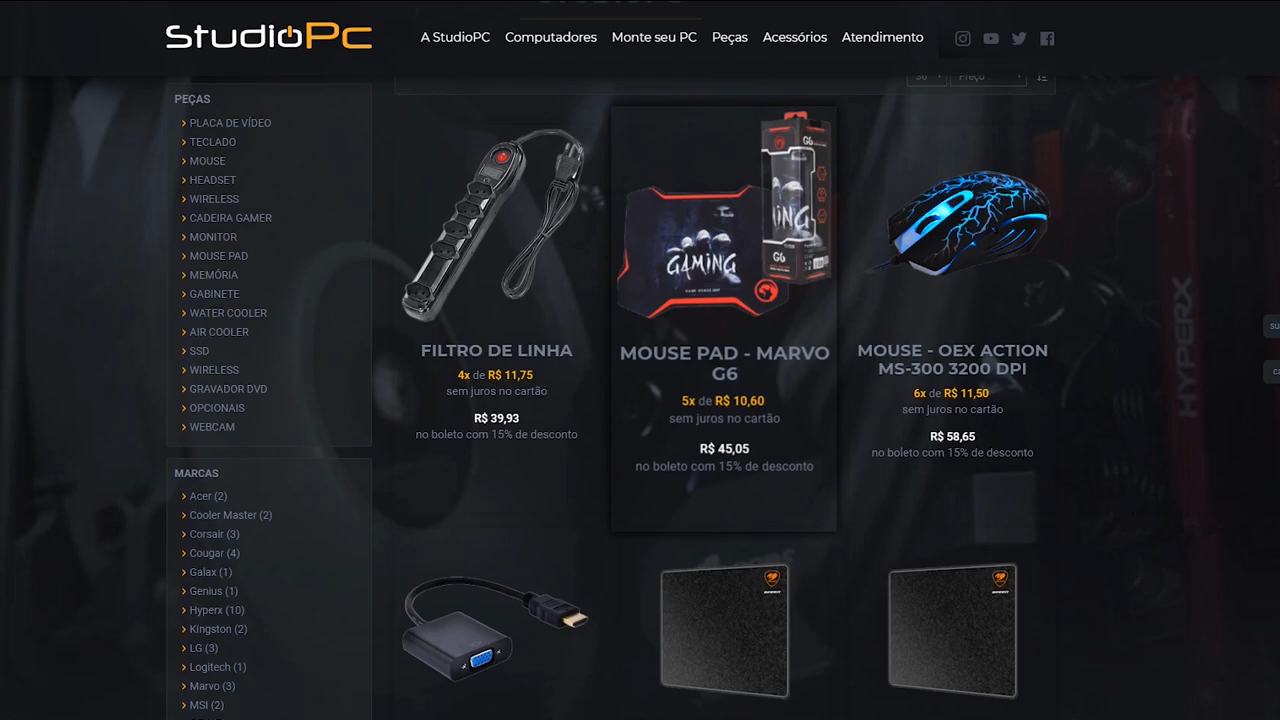 StudioPc
A StudioPC Computadores Monte seu PC Peças Acessórios Atendimento
36 Preço
PEÇAS
PLACA DE VÍDEO
TECLADO
MOUSE
HEADSET
WIRELESS
CADEIRA GAMER
MONITOR
MOUSE PAD
MEMÓRIA
GABINETE
WATER COOLER
AIR COOLER
SSD
WIRELESS
GRAVADOR DVD
OPCIONAIS
WEBCAM
MARCAS
Acer (2)
Cooler Master (2)
Corsair (3)
Cougar (4)
Galax (1)
Genius (1)
Hyperx (10)
Kingston (2)
LG (3)
Logitech (1)
Marvo (3)
MSI (2)
FILTRO DE LINHA
4x de R$ 11,75
sem juros no cartão
R$ 39,93
no boleto com 15% de desconto
G6
GAMING
G6
MOUSE PAD - MARVO
G6
5x de R$ 10,60
sem juros no cartão
R$ 45,05
no boleto com 15% de desconto
MOUSE - OEX ACTION
MS-300 3200 DPI
6x de R$ 11,50
sem juros no cartão
R$ 58,65
no boleto com 15% de desconto
HYPERX